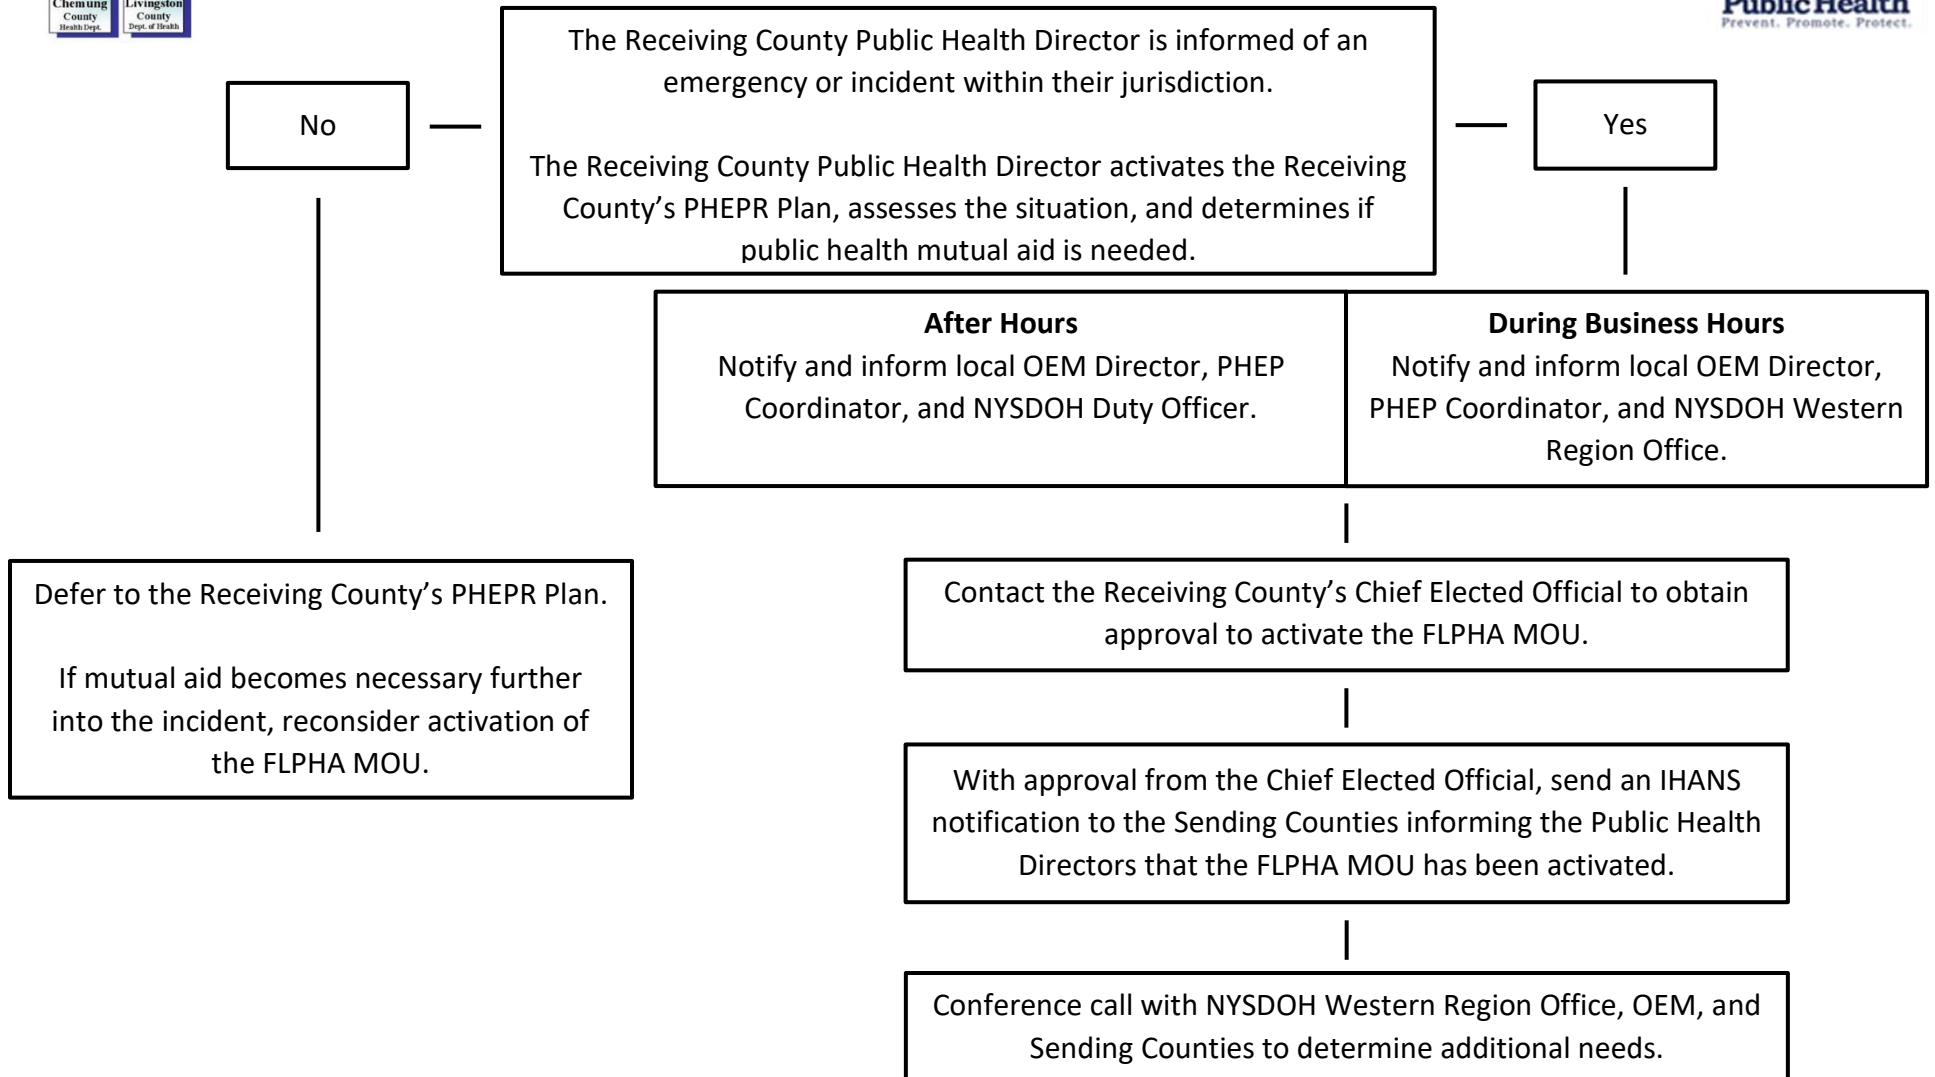 Chemung
County
Health Dept.
Livingston
County
Dept. of Health
Public Health
Prevent. Promote. Protect.
The Receiving County Public Health Director is informed of an
emergency or incident within their jurisdiction.
The Receiving County Public Health Director activates the Receiving
County’s PHEPR Plan, assesses the situation, and determines if
public health mutual aid is needed.
No
Yes
After Hours
Notify and inform local OEM Director, PHEP
Coordinator, and NYSDOH Duty Officer.
During Business Hours
Notify and inform local OEM Director,
PHEP Coordinator, and NYSDOH Western
Region Office.
Defer to the Receiving County’s PHEPR Plan.
If mutual aid becomes necessary further
into the incident, reconsider activation of
the FLPHA MOU.
Contact the Receiving County’s Chief Elected Official to obtain
approval to activate the FLPHA MOU.
With approval from the Chief Elected Official, send an IHANS
notification to the Sending Counties informing the Public Health
Directors that the FLPHA MOU has been activated.
Conference call with NYSDOH Western Region Office, OEM, and
Sending Counties to determine additional needs.